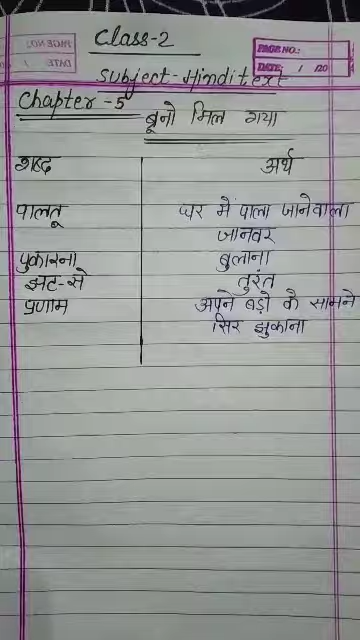 Class-2
PAGE NO.:
DATE: / /20
Subject-Hindi text
Chapter-5
बूनो मिल गया
शब्द अर्थ
पालतू घर में पाला जानेवाला
जानवर
पुकारना बुलाना
झट-से तुरंत
प्रणाम अपने बड़ो के सामने
सिर झुकाना